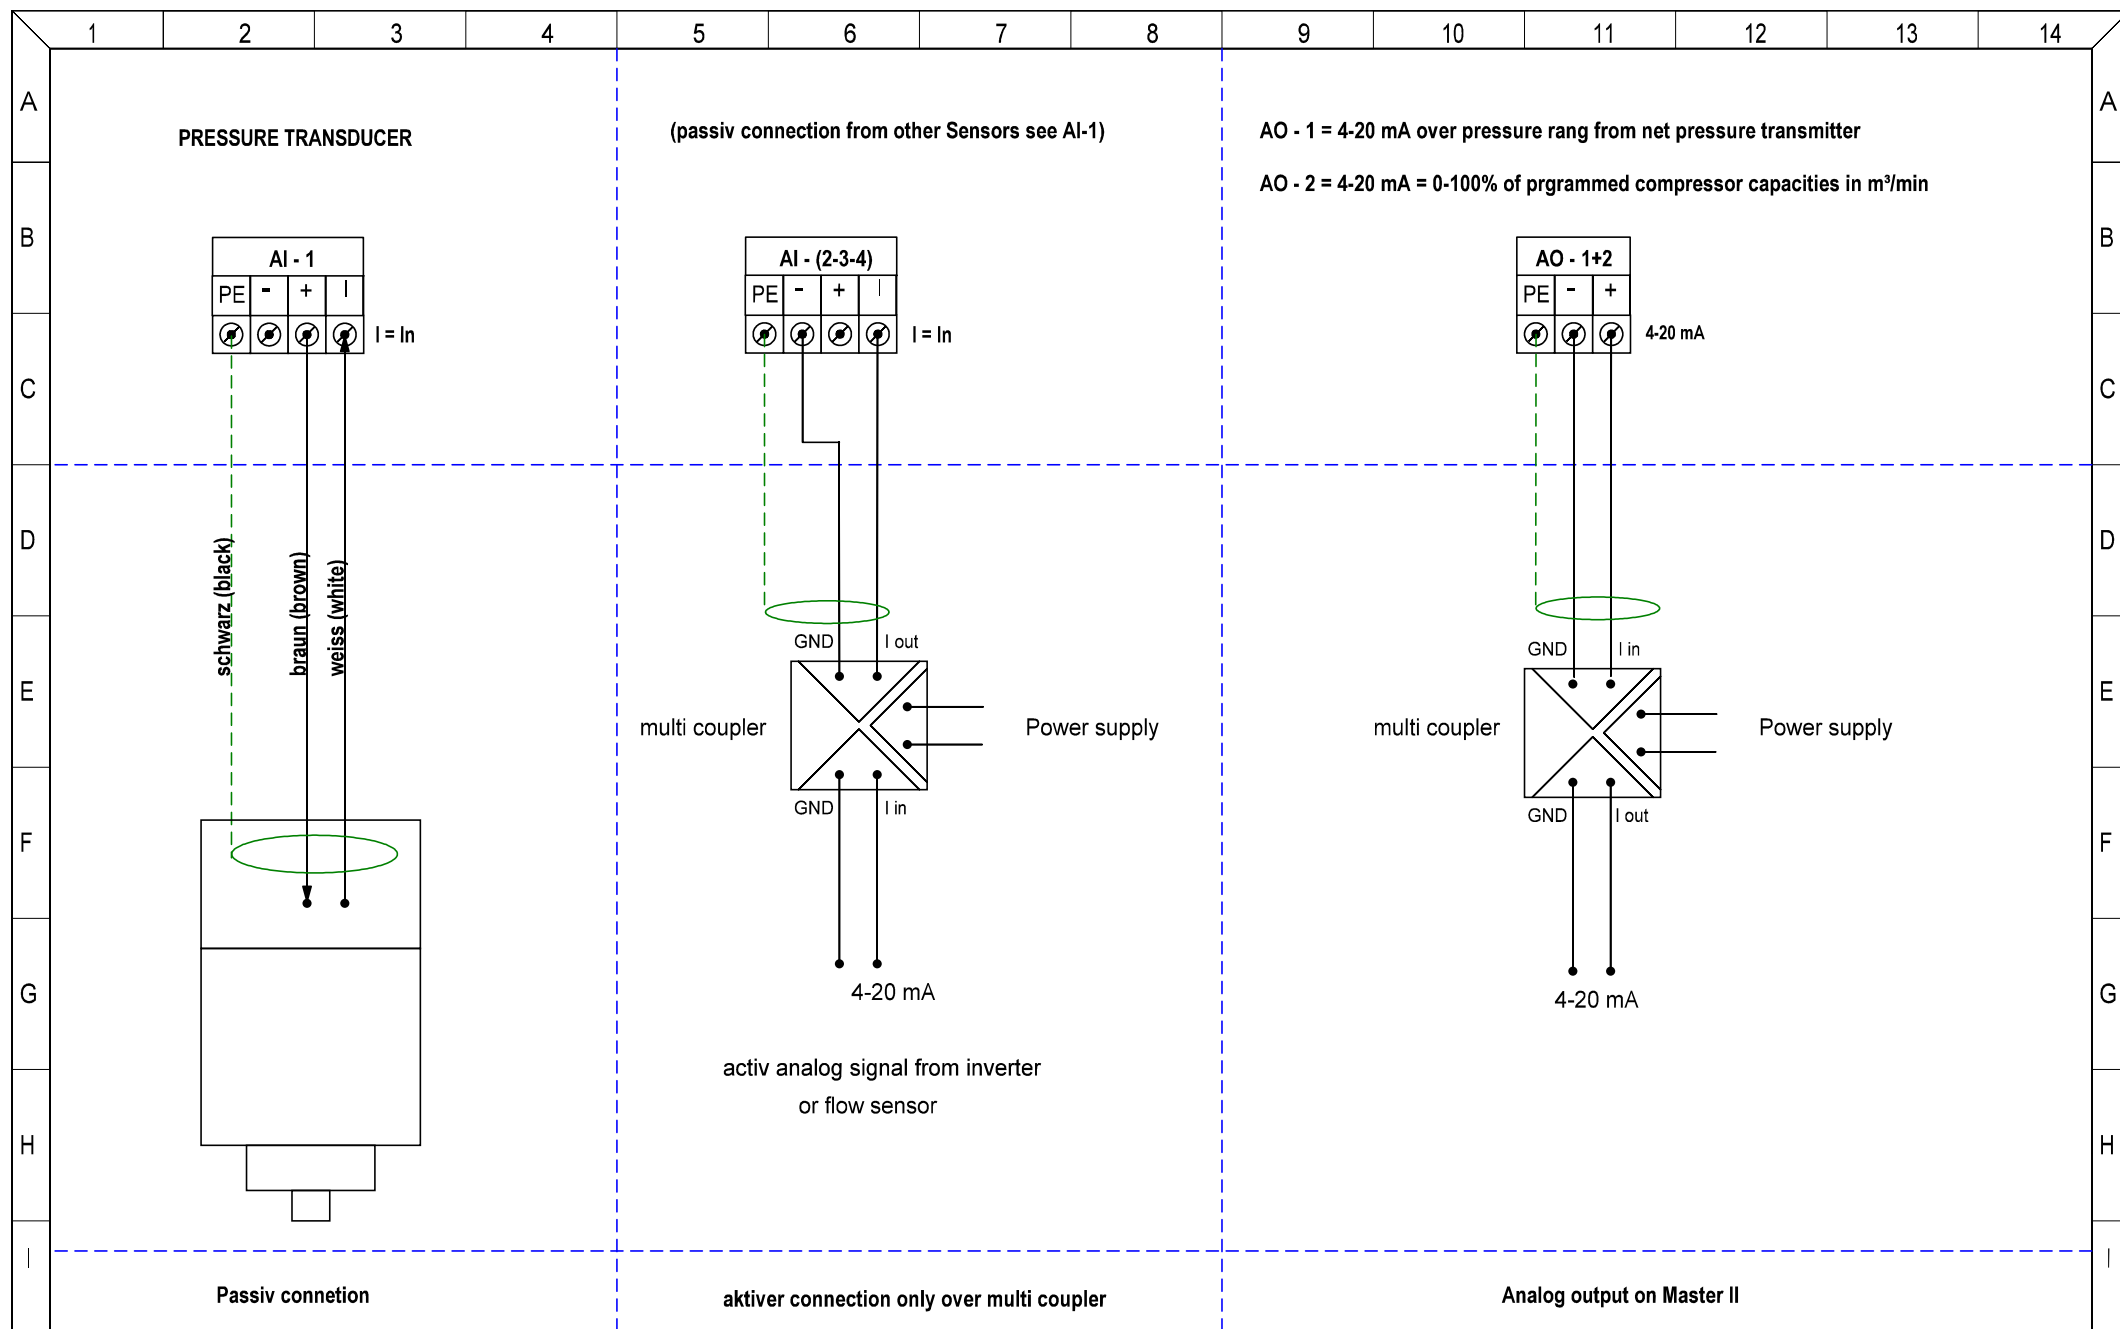 1 2 3 4 5 6 7 8 9 10 11 12 13 14
A A
PRESSURE TRANSDUCER
(passiv connection from other Sensors see AI-1)
AO - 1 = 4-20 mA over pressure rang from net pressure transmitter
AO - 2 = 4-20 mA = 0-100% of prgrammed compressor capacities in m³/min
B B
AI - 1
PE - + I
I = In
AI - (2-3-4)
PE - + I
I = In
AO - 1+2
PE - +
4-20 mA
C C
D D
schwarz (black)
braun (brown)
weiss (white)
GND I out
GND I in
E E
multi coupler
Power supply
multi coupler
Power supply
GND I in
GND I out
F F
G G
4-20 mA
4-20 mA
activ analog signal from inverter
or flow sensor
H H
I I
Passiv connetion
aktiver connection only over multi coupler
Analog output on Master II